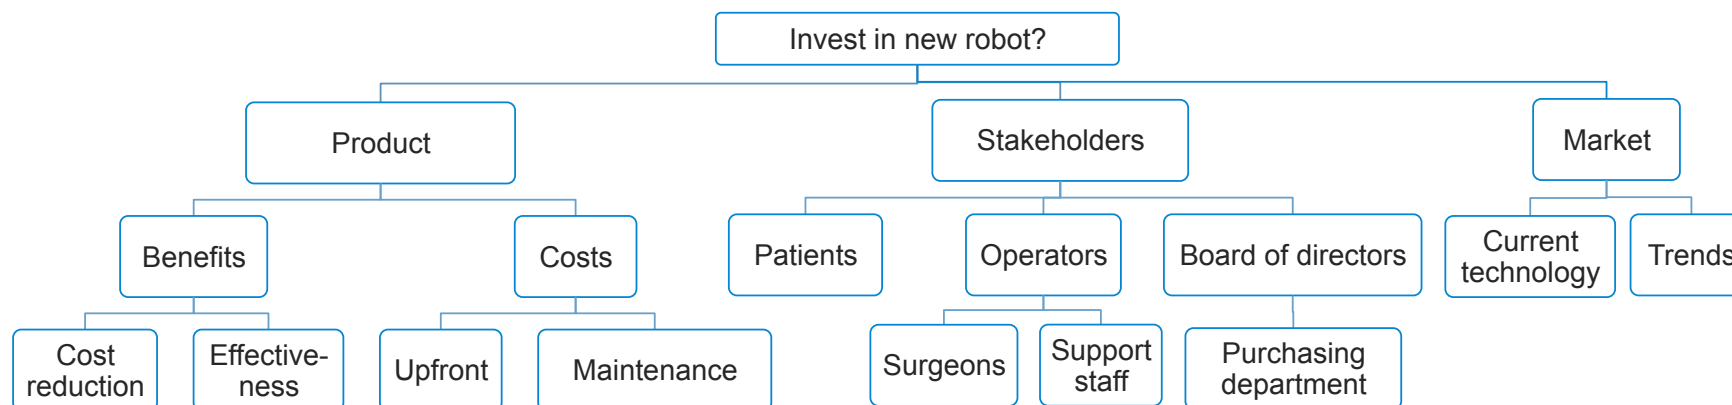 Invest in new robot?
Product
Stakeholders
Market
Benefits
Costs
Patients
Operators
Board of directors
Current
technology
Trends
Cost
reduction
Effective-
ness
Upfront
Maintenance
Surgeons
Support
staff
Purchasing
department